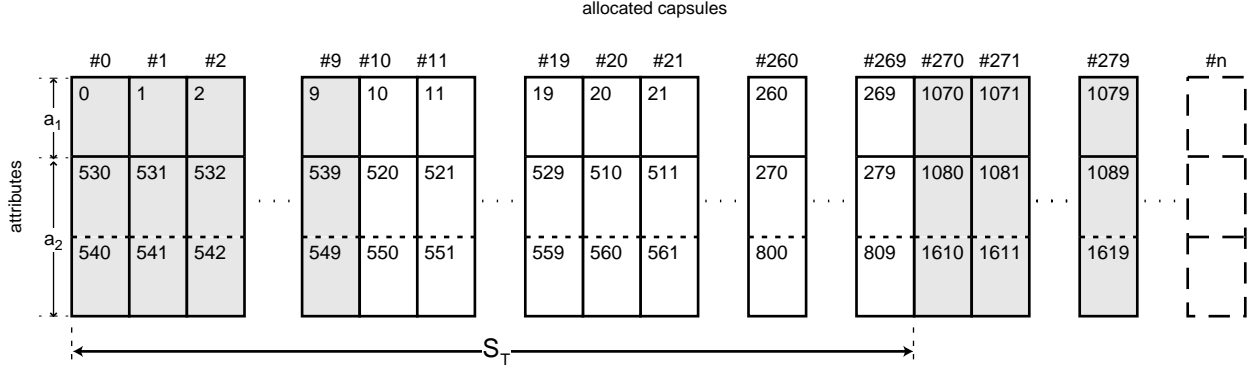 allocated capsules
#0 #1 #2 #9 #10 #11 #19 #20 #21 #260 #269 #270 #271 #279 #n
0 1 2 9 10 11 19 20 21 260 269 1070 1071 1079
a1
530 531 532 539 520 521 529 510 511 270 279 1080 1081 1089
attributes
a2
540 541 542 549 550 551 559 560 561 800 809 1610 1611 1619
ST